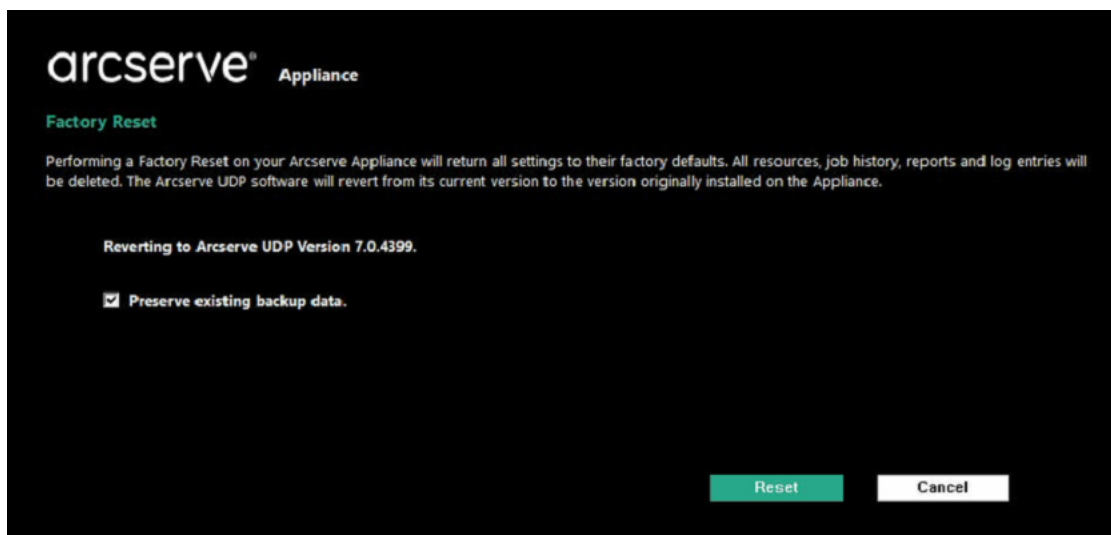 arcserve® Appliance
Factory Reset
Performing a Factory Reset on your Arcserve Appliance will return all settings to their factory defaults. All resources, job history, reports and log entries will
be deleted. The Arcserve UDP software will revert from its current version to the version originally installed on the Appliance.
Reverting to Arcserve UDP Version 7.0.4399.
Preserve existing backup data.
Reset Cancel